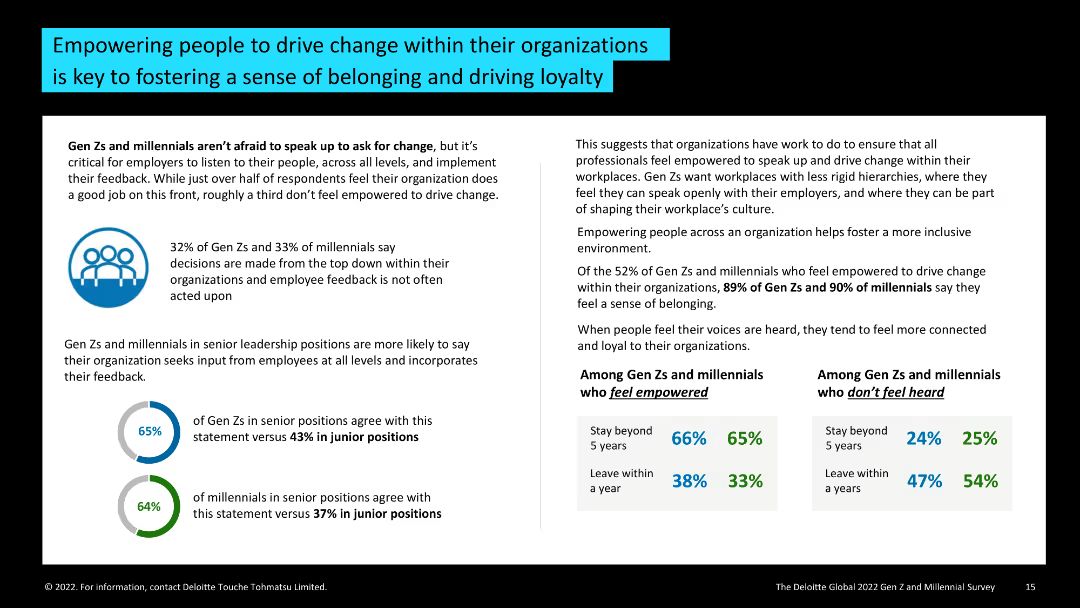 Empowering people to drive change within their organizations
is key to fostering a sense of belonging and driving loyalty
Gen Zs and millennials aren’t afraid to speak up to ask for change, but it’s
critical for employers to listen to their people, across all levels, and implement
their feedback. While just over half of respondents feel their organization does
a good job on this front, roughly a third don’t feel empowered to drive change.
32% of Gen Zs and 33% of millennials say
decisions are made from the top down within their
organizations and employee feedback is not often
acted upon
Gen Zs and millennials in senior leadership positions are more likely to say
their organization seeks input from employees at all levels and incorporates
their feedback.
65%
of Gen Zs in senior positions agree with this
statement versus 43% in junior positions
64%
of millennials in senior positions agree with
this statement versus 37% in junior positions
This suggests that organizations have work to do to ensure that all
professionals feel empowered to speak up and drive change within their
workplaces. Gen Zs want workplaces with less rigid hierarchies, where they
feel they can speak openly with their employers, and where they can be part
of shaping their workplace’s culture.
Empowering people across an organization helps foster a more inclusive
environment.
Of the 52% of Gen Zs and millennials who feel empowered to drive change
within their organizations, 89% of Gen Zs and 90% of millennials say they
feel a sense of belonging.
When people feel their voices are heard, they tend to feel more connected
and loyal to their organizations.
Among Gen Zs and millennials
who feel empowered
Stay beyond
5 years
66% 65%
Leave within
a year
38% 33%
Among Gen Zs and millennials
who don’t feel heard
Stay beyond
5 years
24% 25%
Leave within
a years
47% 54%
© 2022. For information, contact Deloitte Touche Tohmatsu Limited.
The Deloitte Global 2022 Gen Z and Millennial Survey
15